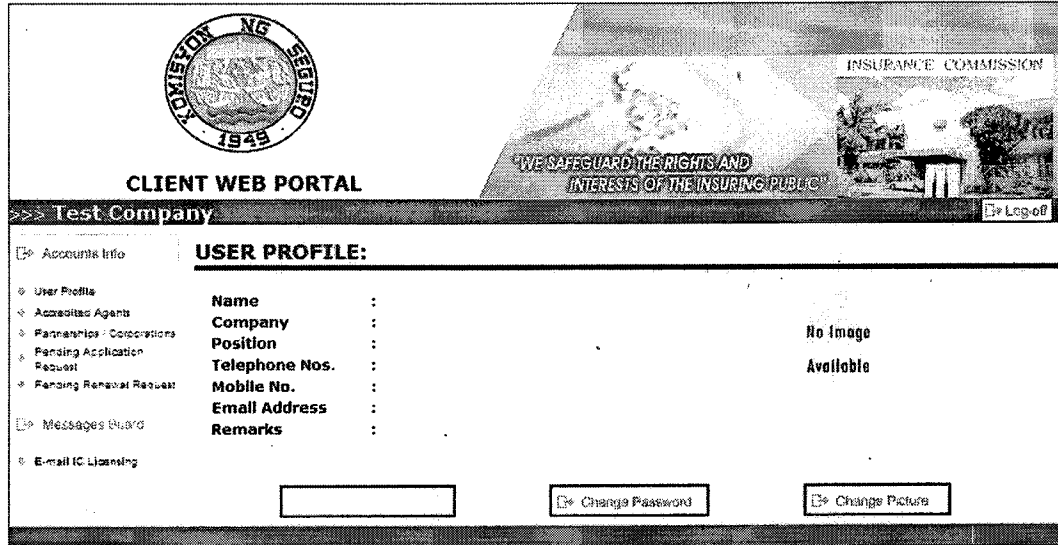 KOMISYON NG SEGURO
1949
CLIENT WEB PORTAL
INSURANCE COMMISSION
"WE SAFEGUARD THE RIGHTS AND
INTERESTS OF THE INSURING PUBLIC"
>>> Test Company
Log-off
Accounts Info
User Profile
Accredited Agents
Partnerships / Corporations
Pending Application
Request
Pending Renewal Request
Messages Board
E-mail IC Licensing
USER PROFILE:
Name :
Company :
Position :
Telephone Nos. :
Mobile No. :
Email Address :
Remarks :
No Image
Available
Change Password
Change Picture